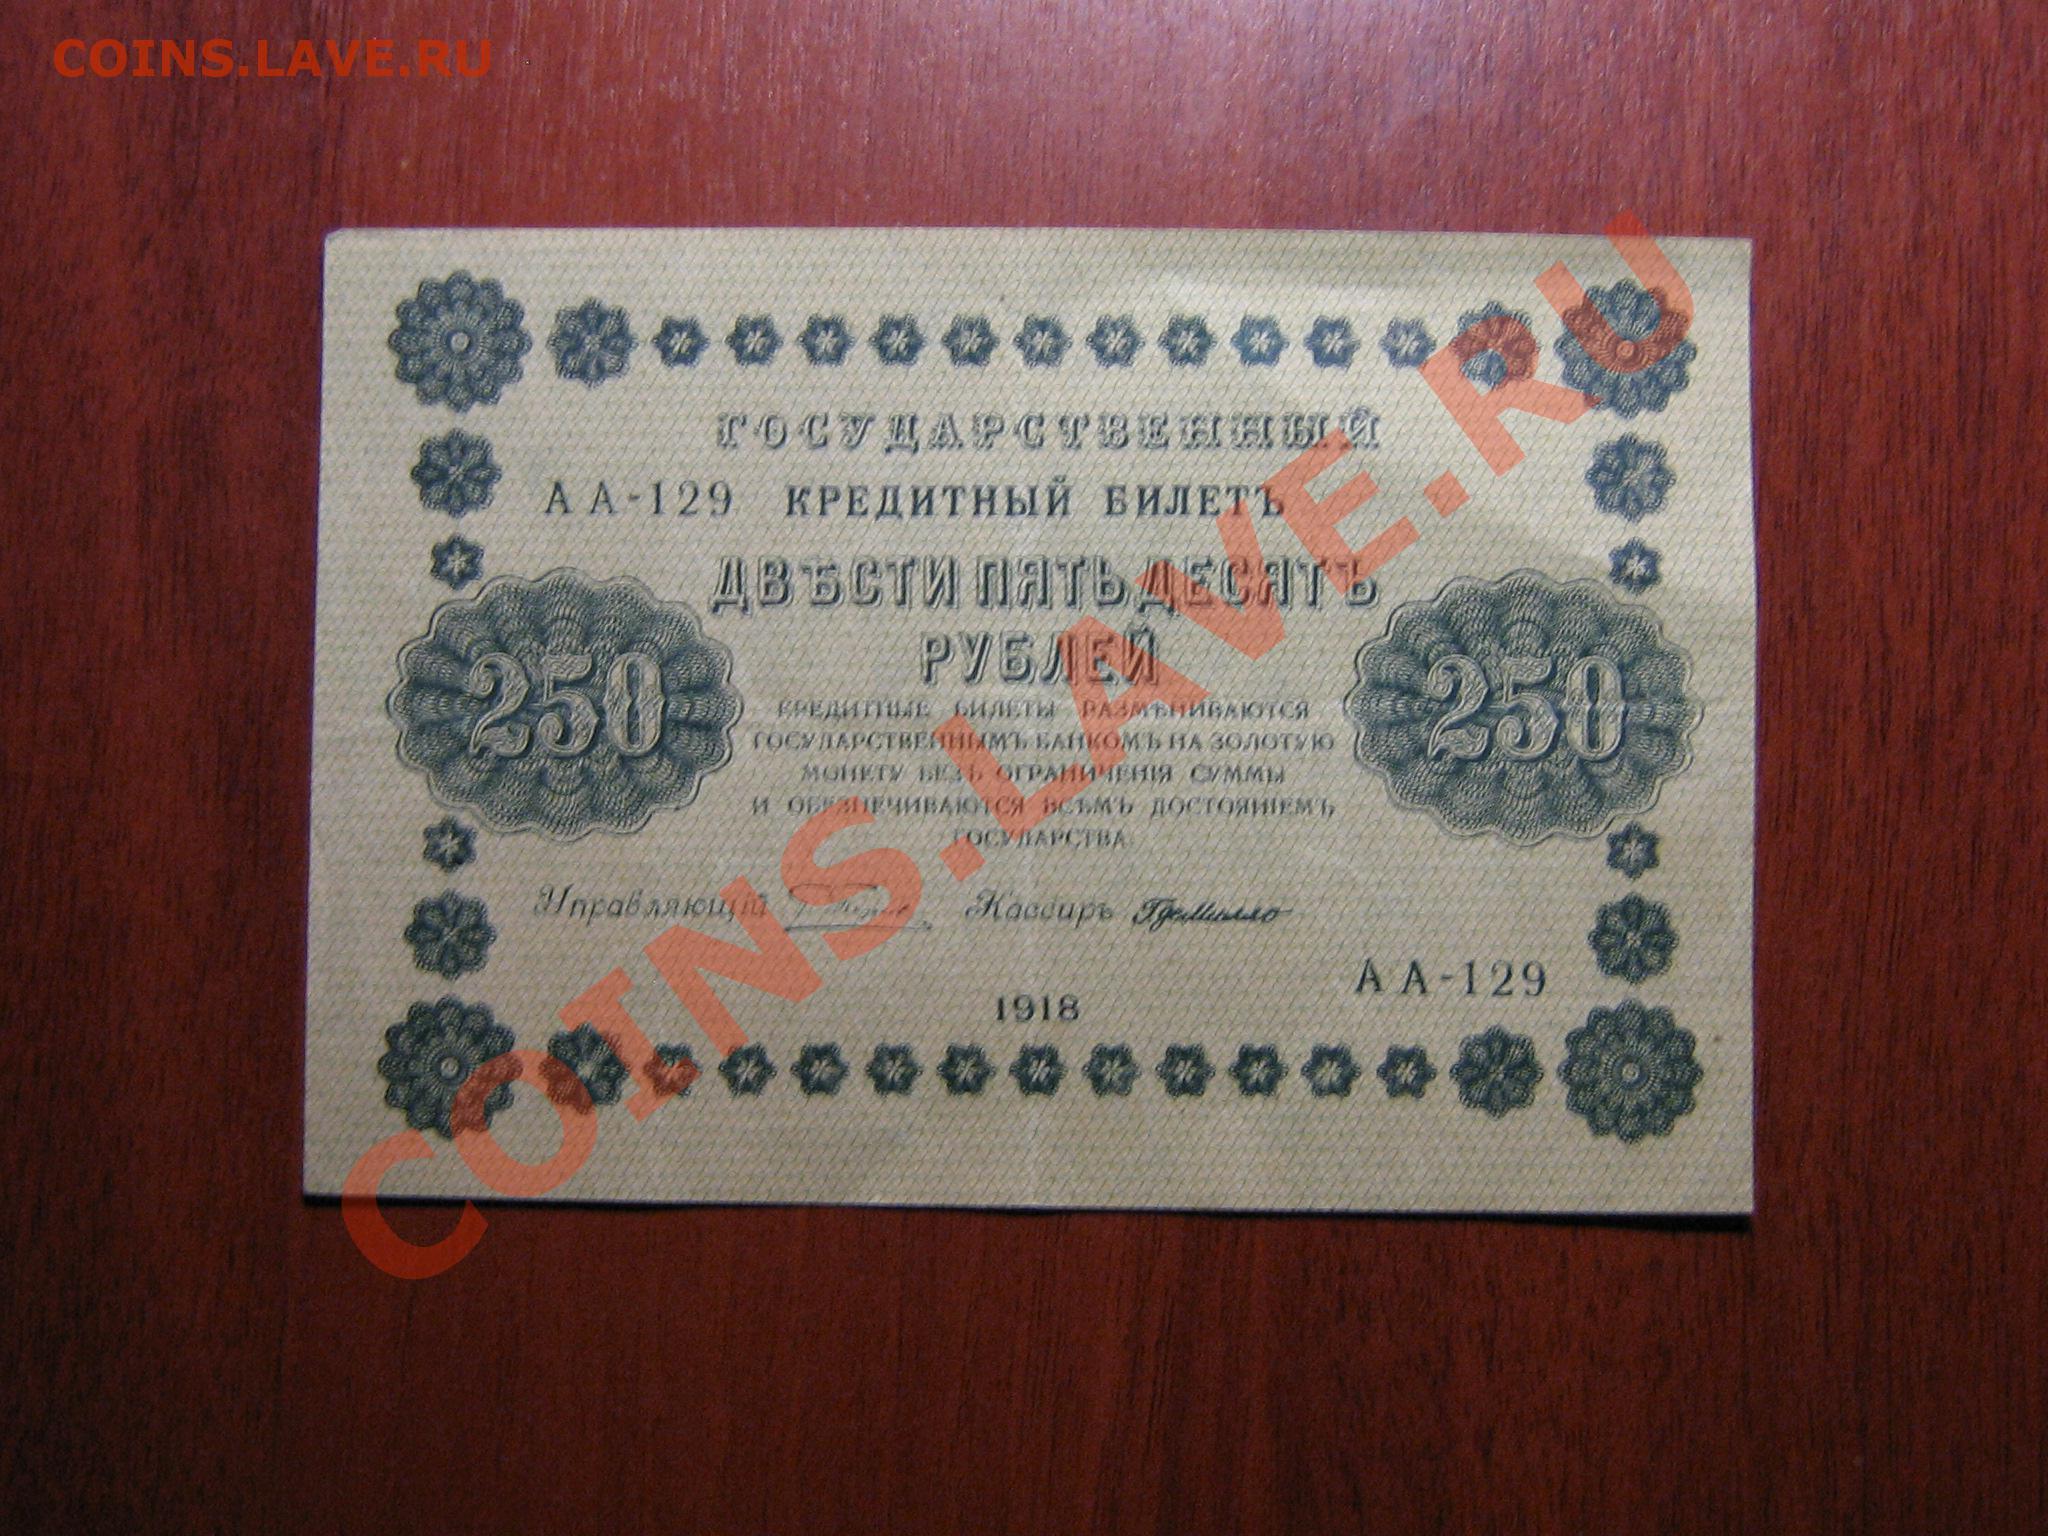 COINS.LAVE.RU
ГОСУДАРСТВЕННЫЙ
АА-129 КРЕДИТНЫЙ БИЛЕТЪ
ДВѢСТИ ПЯТЬДЕСЯТЪ
РУБЛЕЙ
250 250
КРЕДИТНЫЕ БИЛЕТЫ РАЗМѢНИВАЮТСЯ
ГОСУДАРСТВЕННЫМЪ БАНКОМЪ НА ЗОЛОТУЮ
МОНЕТУ БЕЗЪ ОГРАНИЧЕНІЯ СУММЫ
И ОБЕЗПЕЧИВАЮТСЯ ВСѢМЪ ДОСТОЯНІЕМЪ
ГОСУДАРСТВА.
Управляющій Кассиръ
АА-129
1918
COINS.LAVE.RU